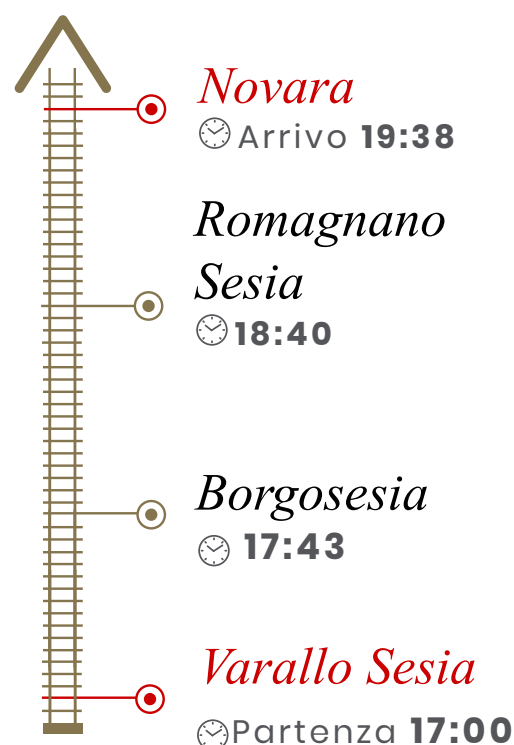 Novara
Arrivo 19:38
Romagnano
Sesia
18:40
Borgosesia
17:43
Varallo Sesia
Partenza 17:00